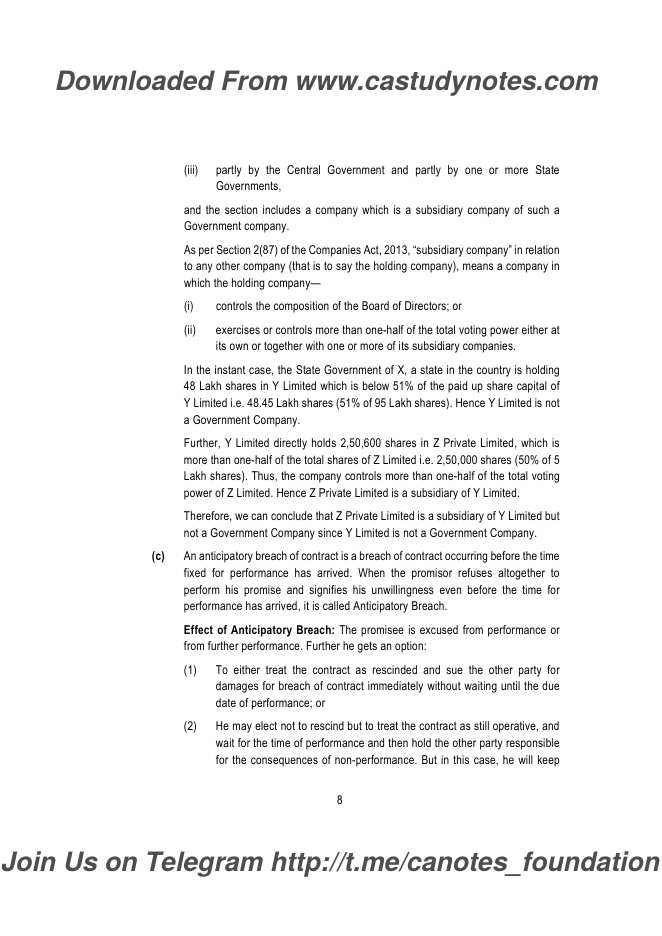 Downloaded From www.castudynotes.com
(iii) partly by the Central Government and partly by one or more State
Governments,
and the section includes a company which is a subsidiary company of such a
Government company.
As per Section 2(87) of the Companies Act, 2013, “subsidiary company” in relation
to any other company (that is to say the holding company), means a company in
which the holding company—
(i) controls the composition of the Board of Directors; or
(ii) exercises or controls more than one-half of the total voting power either at
its own or together with one or more of its subsidiary companies.
In the instant case, the State Government of X, a state in the country is holding
48 Lakh shares in Y Limited which is below 51% of the paid up share capital of
Y Limited i.e. 48.45 Lakh shares (51% of 95 Lakh shares). Hence Y Limited is not
a Government Company.
Further, Y Limited directly holds 2,50,600 shares in Z Private Limited, which is
more than one-half of the total shares of Z Limited i.e. 2,50,000 shares (50% of 5
Lakh shares). Thus, the company controls more than one-half of the total voting
power of Z Limited. Hence Z Private Limited is a subsidiary of Y Limited.
Therefore, we can conclude that Z Private Limited is a subsidiary of Y Limited but
not a Government Company since Y Limited is not a Government Company.
(c) An anticipatory breach of contract is a breach of contract occurring before the time
fixed for performance has arrived. When the promisor refuses altogether to
perform his promise and signifies his unwillingness even before the time for
performance has arrived, it is called Anticipatory Breach.
Effect of Anticipatory Breach: The promisee is excused from performance or
from further performance. Further he gets an option:
(1) To either treat the contract as rescinded and sue the other party for
damages for breach of contract immediately without waiting until the due
date of performance; or
(2) He may elect not to rescind but to treat the contract as still operative, and
wait for the time of performance and then hold the other party responsible
for the consequences of non-performance. But in this case, he will keep
8
Join Us on Telegram http://t.me/canotes_foundation